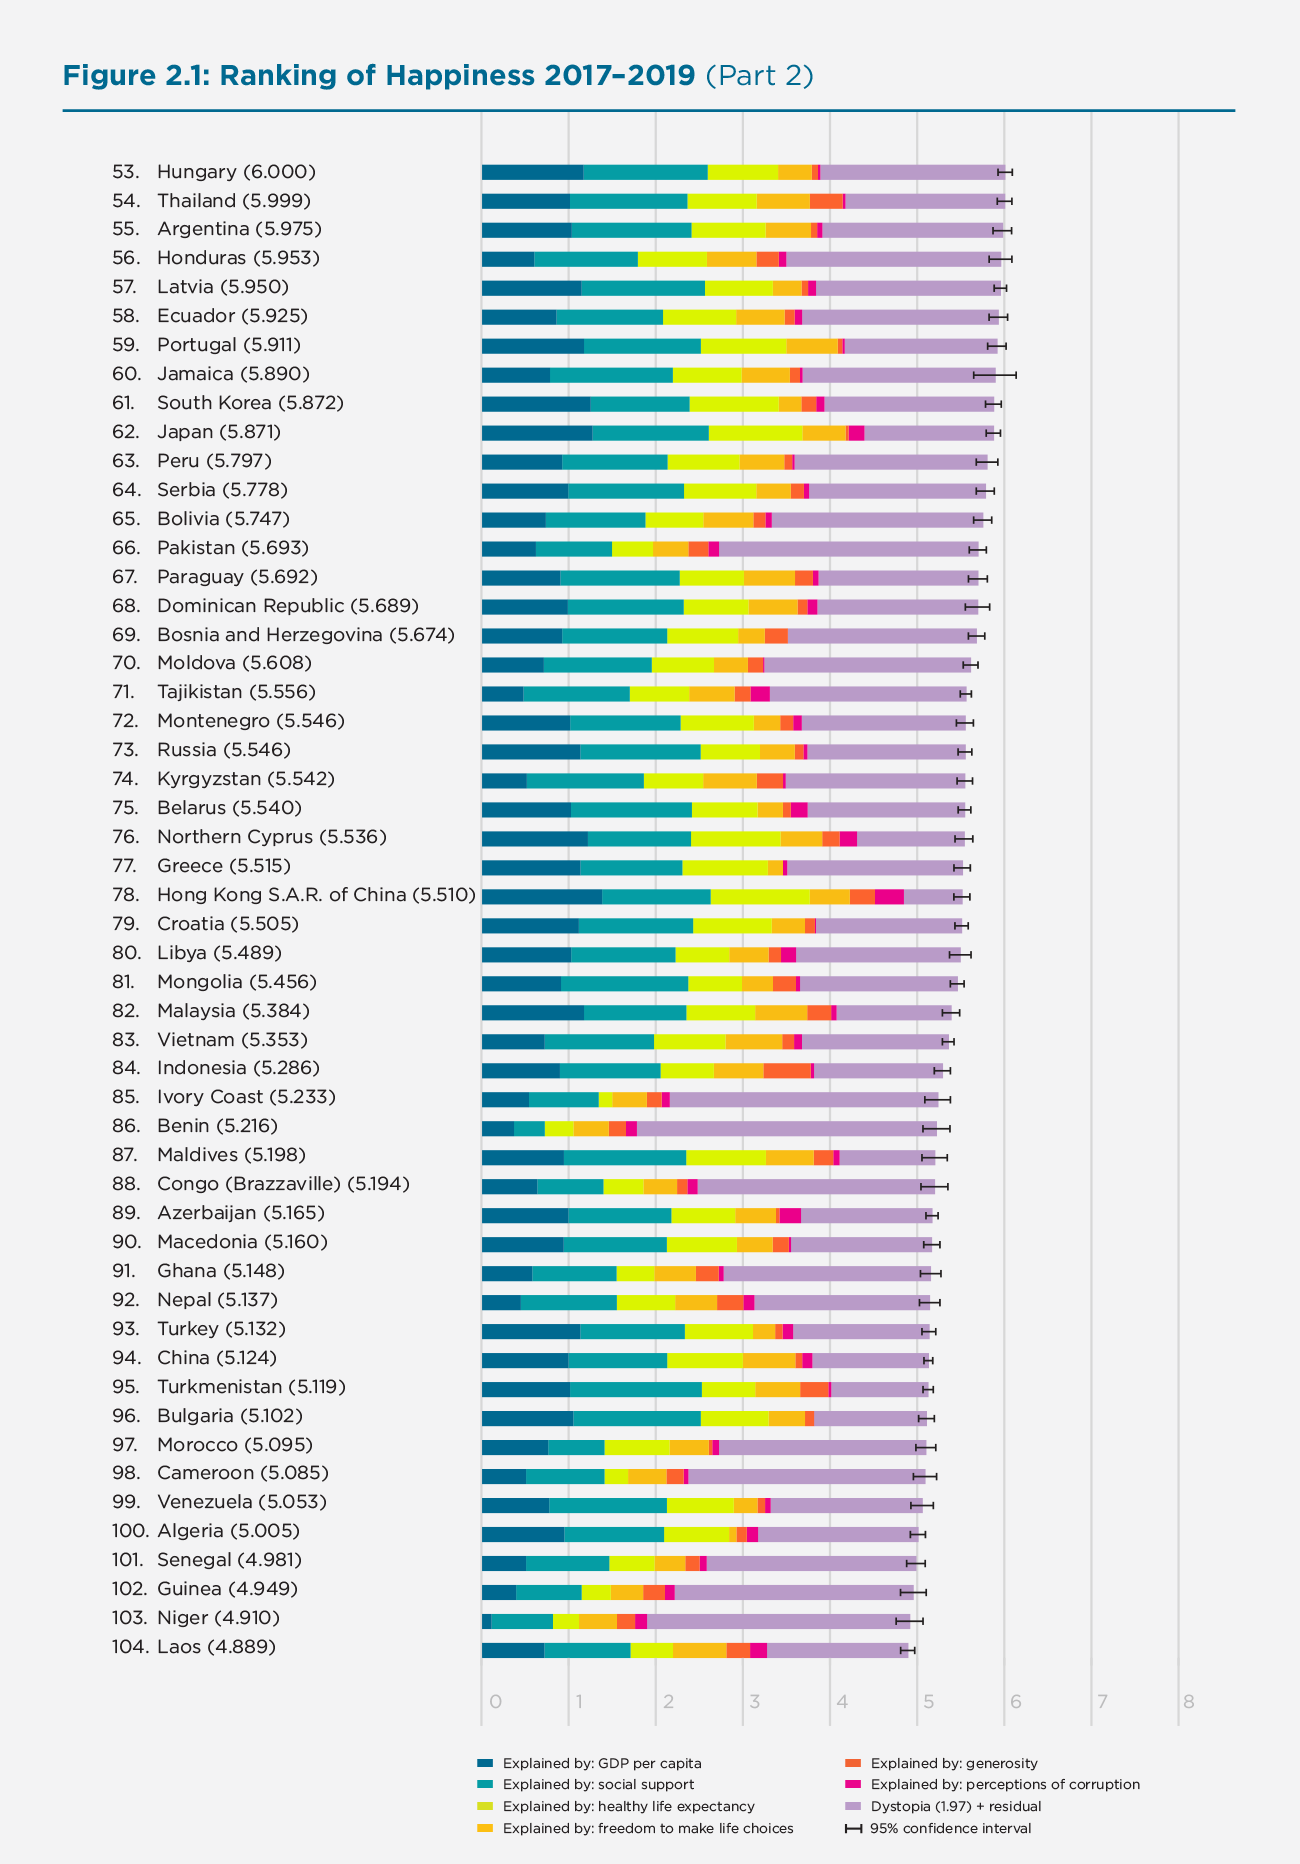 Figure 2.1: Ranking of Happiness 2017–2019 (Part 2)
53. Hungary (6.000)
54. Thailand (5.999)
55. Argentina (5.975)
56. Honduras (5.953)
57. Latvia (5.950)
58. Ecuador (5.925)
59. Portugal (5.911)
60. Jamaica (5.890)
61. South Korea (5.872)
62. Japan (5.871)
63. Peru (5.797)
64. Serbia (5.778)
65. Bolivia (5.747)
66. Pakistan (5.693)
67. Paraguay (5.692)
68. Dominican Republic (5.689)
69. Bosnia and Herzegovina (5.674)
70. Moldova (5.608)
71. Tajikistan (5.556)
72. Montenegro (5.546)
73. Russia (5.546)
74. Kyrgyzstan (5.542)
75. Belarus (5.540)
76. Northern Cyprus (5.536)
77. Greece (5.515)
78. Hong Kong S.A.R. of China (5.510)
79. Croatia (5.505)
80. Libya (5.489)
81. Mongolia (5.456)
82. Malaysia (5.384)
83. Vietnam (5.353)
84. Indonesia (5.286)
85. Ivory Coast (5.233)
86. Benin (5.216)
87. Maldives (5.198)
88. Congo (Brazzaville) (5.194)
89. Azerbaijan (5.165)
90. Macedonia (5.160)
91. Ghana (5.148)
92. Nepal (5.137)
93. Turkey (5.132)
94. China (5.124)
95. Turkmenistan (5.119)
96. Bulgaria (5.102)
97. Morocco (5.095)
98. Cameroon (5.085)
99. Venezuela (5.053)
100. Algeria (5.005)
101. Senegal (4.981)
102. Guinea (4.949)
103. Niger (4.910)
104. Laos (4.889)
0 1 2 3 4 5 6 7 8
Explained by: GDP per capita
Explained by: social support
Explained by: healthy life expectancy
Explained by: freedom to make life choices
Explained by: generosity
Explained by: perceptions of corruption
Dystopia (1.97) + residual
95% confidence interval